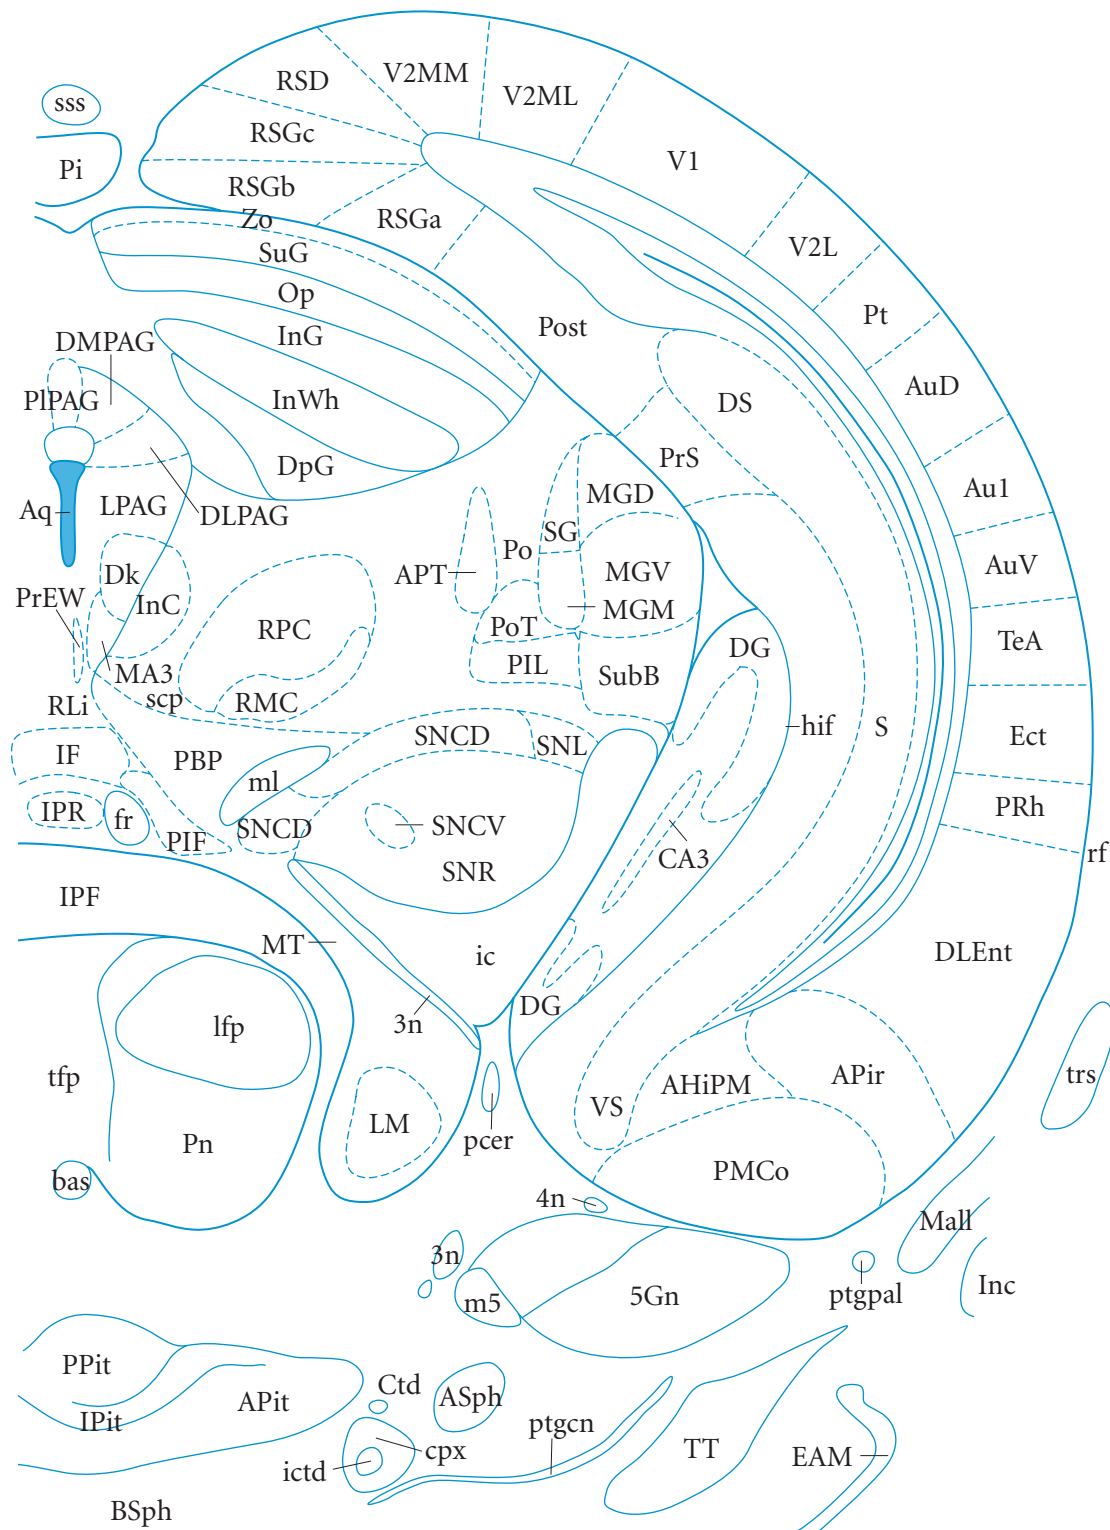 sss
Pi
RSD
V2MM
V2ML
RSGc
V1
RSGb
Zo
RSGa
SuG
V2L
Op
Pt
InG
Post
DMPAG
PlPAG
InWh
DS
AuD
DpG
PrS
Aq
LPAG
DLPAG
MGD
Au1
SG
Po
Dk
APT
MGV
AuV
PrEW
InC
MGM
RPC
PoT
TeA
MA3
PIL
SubB
DG
scp
RMC
RLi
hif
S
SNCD
SNL
Ect
IF
PBP
ml
IPR
fr
SNCD
SNCV
PRh
PIF
SNR
CA3
rf
IPF
MT
ic
DLEnt
DG
3n
lfp
tfp
AHiPM
APir
trs
VS
LM
pcer
Pn
PMCo
bas
4n
Mall
3n
m5
5Gn
ptgpal
Inc
PPit
Ctd
ASph
APit
IPit
ptgcn
cpx
TT
EAM
ictd
BSph